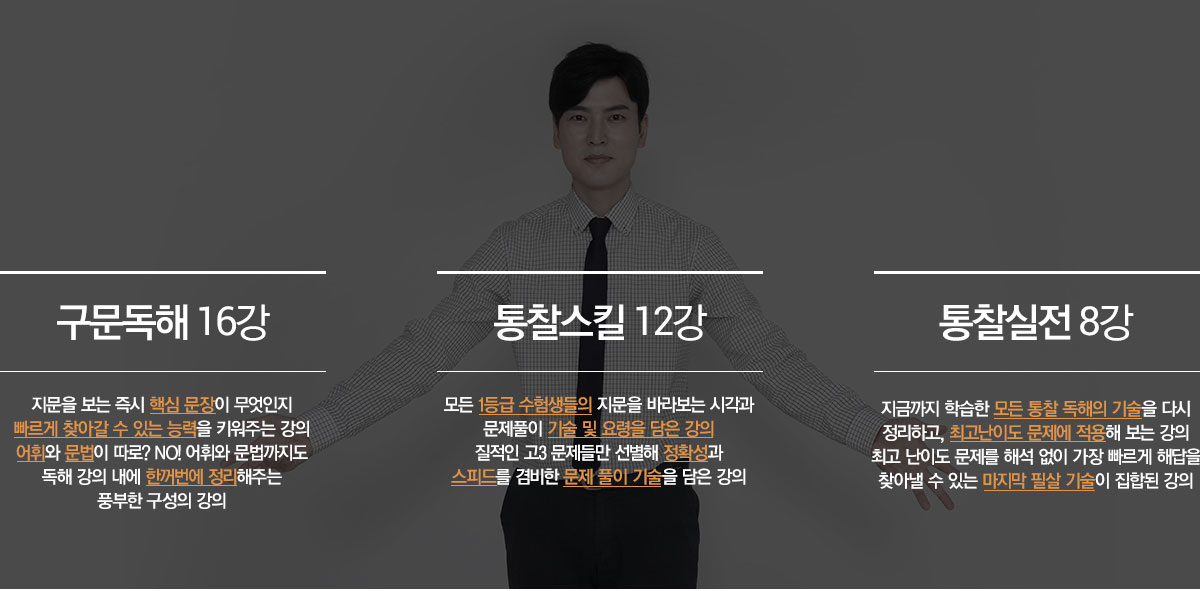 구문독해 16강
지문을 보는 즉시 핵심 문장이 무엇인지
빠르게 찾아갈 수 있는 능력을 키워주는 강의
어휘와 문법이 따로? NO! 어휘와 문법까지도
독해 강의 내에 한꺼번에 정리해주는
풍부한 구성의 강의
통찰스킬 12강
모든 1등급 수험생들의 지문을 바라보는 시각과
문제풀이 기술 및 요령을 담은 강의
질적인 고3 문제들만 선별해 정확성과
스피드를 겸비한 문제 풀이 기술을 담은 강의
통찰실전 8강
지금까지 학습한 모든 통찰 독해의 기술을 다시
정리하고, 최고난이도 문제에 적용해 보는 강의
최고 난이도 문제를 해석 없이 가장 빠르게 해답을
찾아낼 수 있는 마지막 필살 기술이 집합된 강의